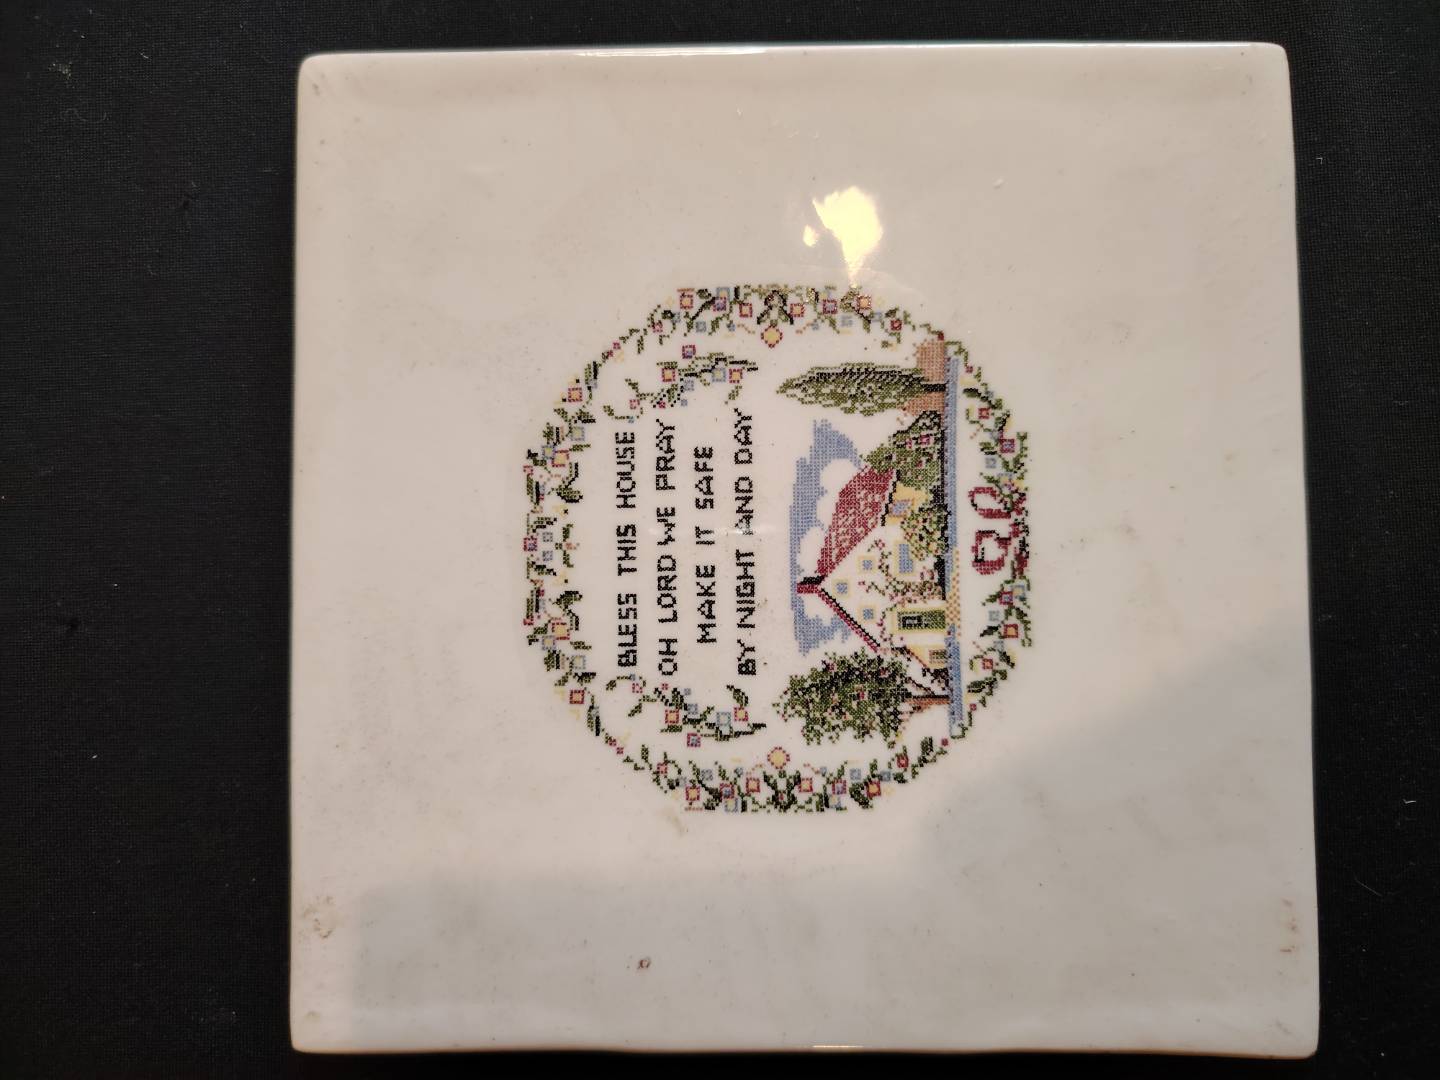 BLESS THIS HOUSE
OH LORD WE PRAY
MAKE IT SAFE
BY NIGHT AND DAY